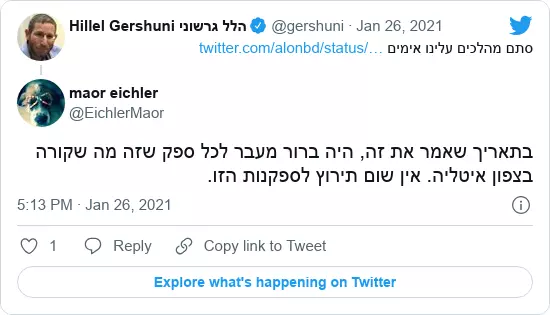 Hillel Gershuni הלל גרשוני @gershuni · Jan 26, 2021
סתם מהלכים עלינו אימים twitter.com/alonbd/status/…
maor eichler
@EichlerMaor
בתאריך שאמר את זה, היה ברור מעבר לכל ספק שזה מה שקורה
בצפון איטליה. אין שום תירוץ לספקנות הזו.
5:13 PM · Jan 26, 2021
1 Reply Copy link to Tweet
Explore what's happening on Twitter